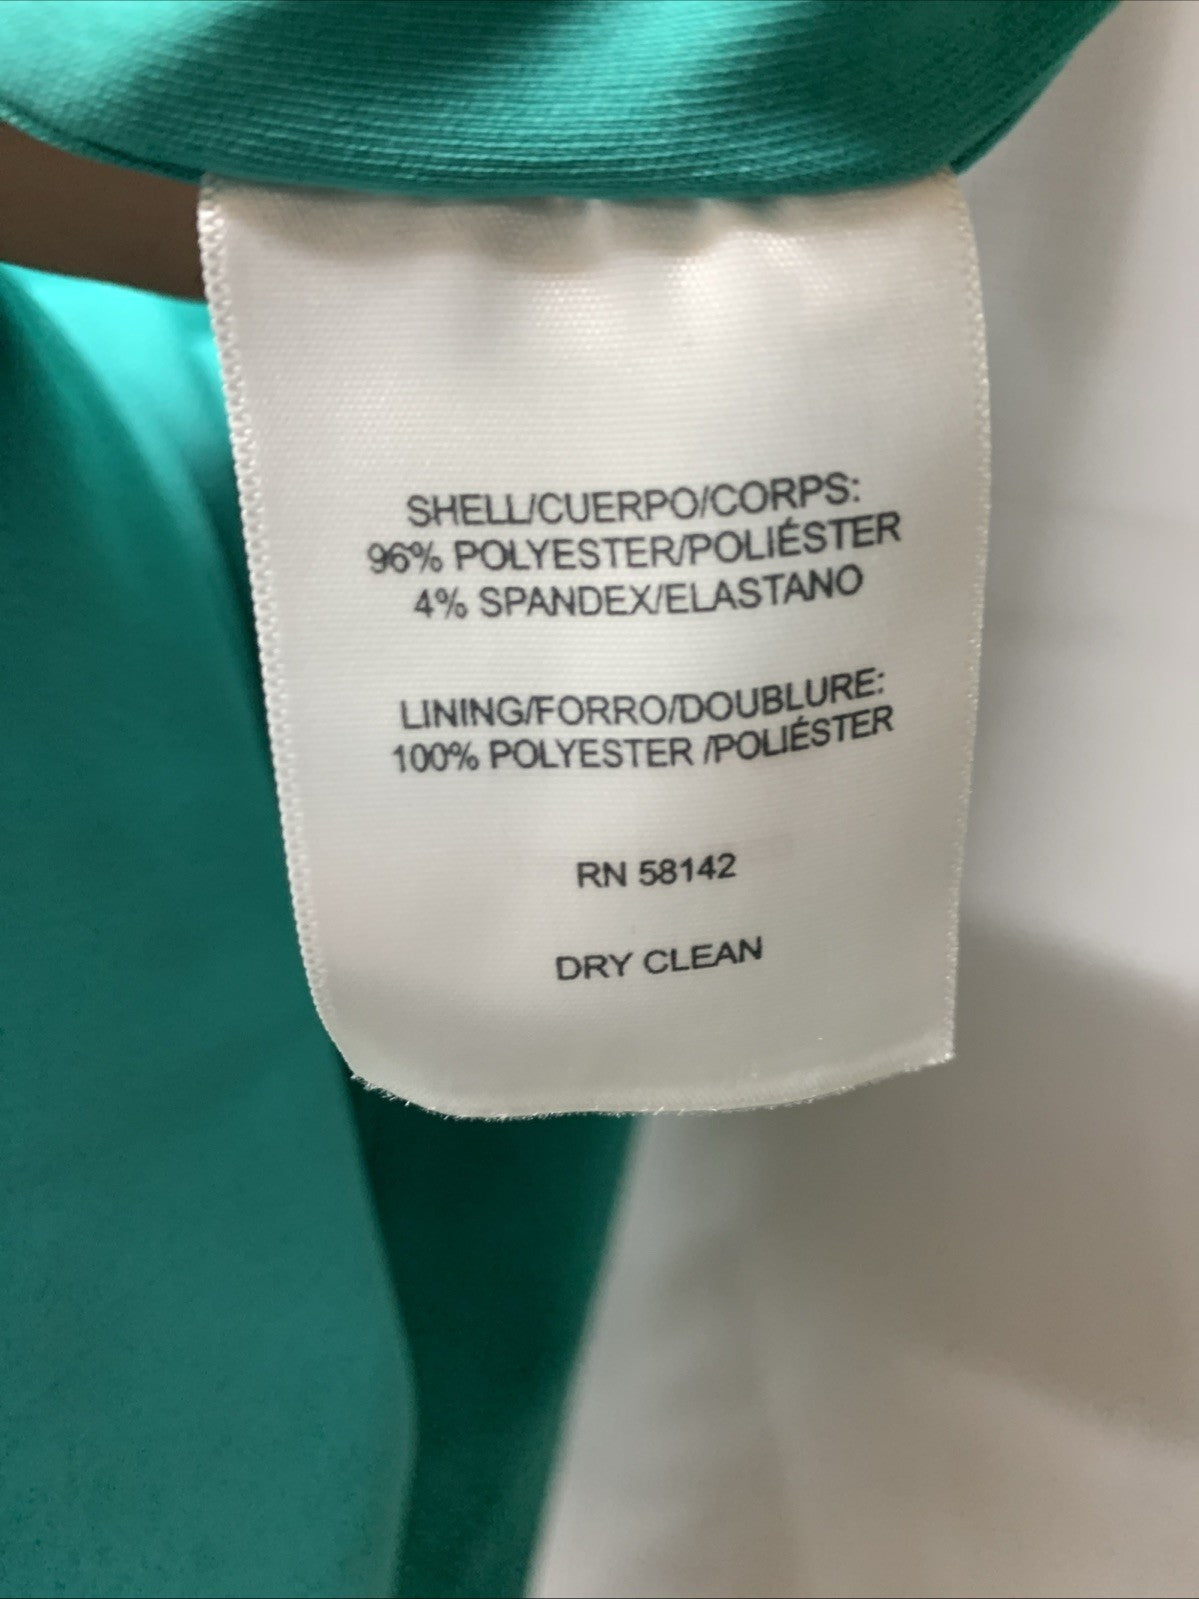 SHELL/CUERPO/CORPS:
96% POLYESTER/POLIÉSTER
4% SPANDEX/ELASTANO
LINING/FORRO/DOUBLURE:
100% POLYESTER /POLIÉSTER
RN 58142
DRY CLEAN